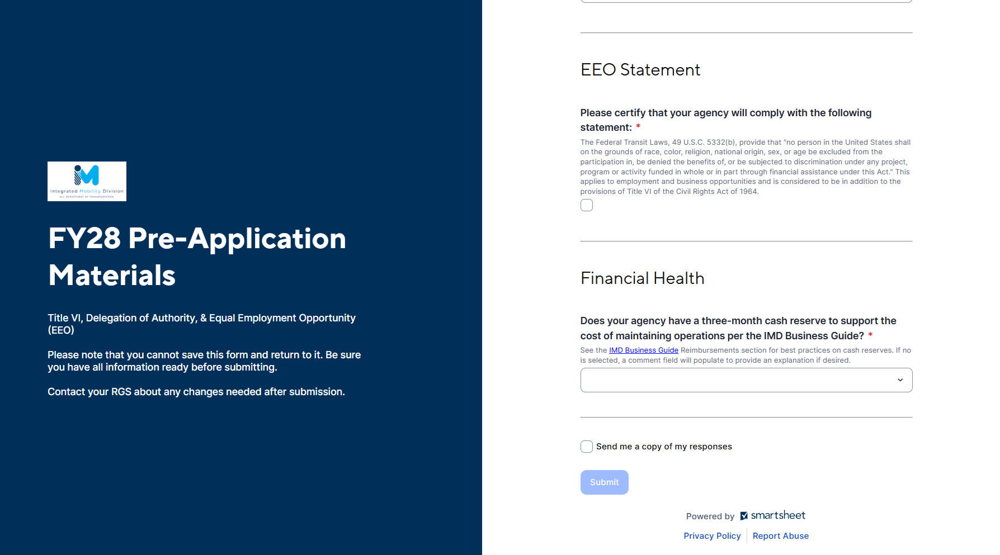 Integrated Mobility Division
N.C. DEPARTMENT OF TRANSPORTATION
FY28 Pre-Application
Materials
Title VI, Delegation of Authority, & Equal Employment Opportunity
(EEO)
Please note that you cannot save this form and return to it. Be sure
you have all information ready before submitting.
Contact your RGS about any changes needed after submission.
EEO Statement
Please certify that your agency will comply with the following
statement: *
The Federal Transit Laws, 49 U.S.C. 5332(b), provide that "no person in the United States shall
on the grounds of race, color, religion, national origin, sex, or age be excluded from the
participation in, be denied the benefits of, or be subjected to discrimination under any project,
program or activity funded in whole or in part through financial assistance under this Act." This
applies to employment and business opportunities and is considered to be in addition to the
provisions of Title VI of the Civil Rights Act of 1964.
Financial Health
Does your agency have a three-month cash reserve to support the
cost of maintaining operations per the IMD Business Guide? *
See the IMD Business Guide Reimbursements section for best practices on cash reserves. If no
is selected, a comment field will populate to provide an explanation if desired.
Send me a copy of my responses
Submit
Powered by smartsheet
Privacy Policy Report Abuse